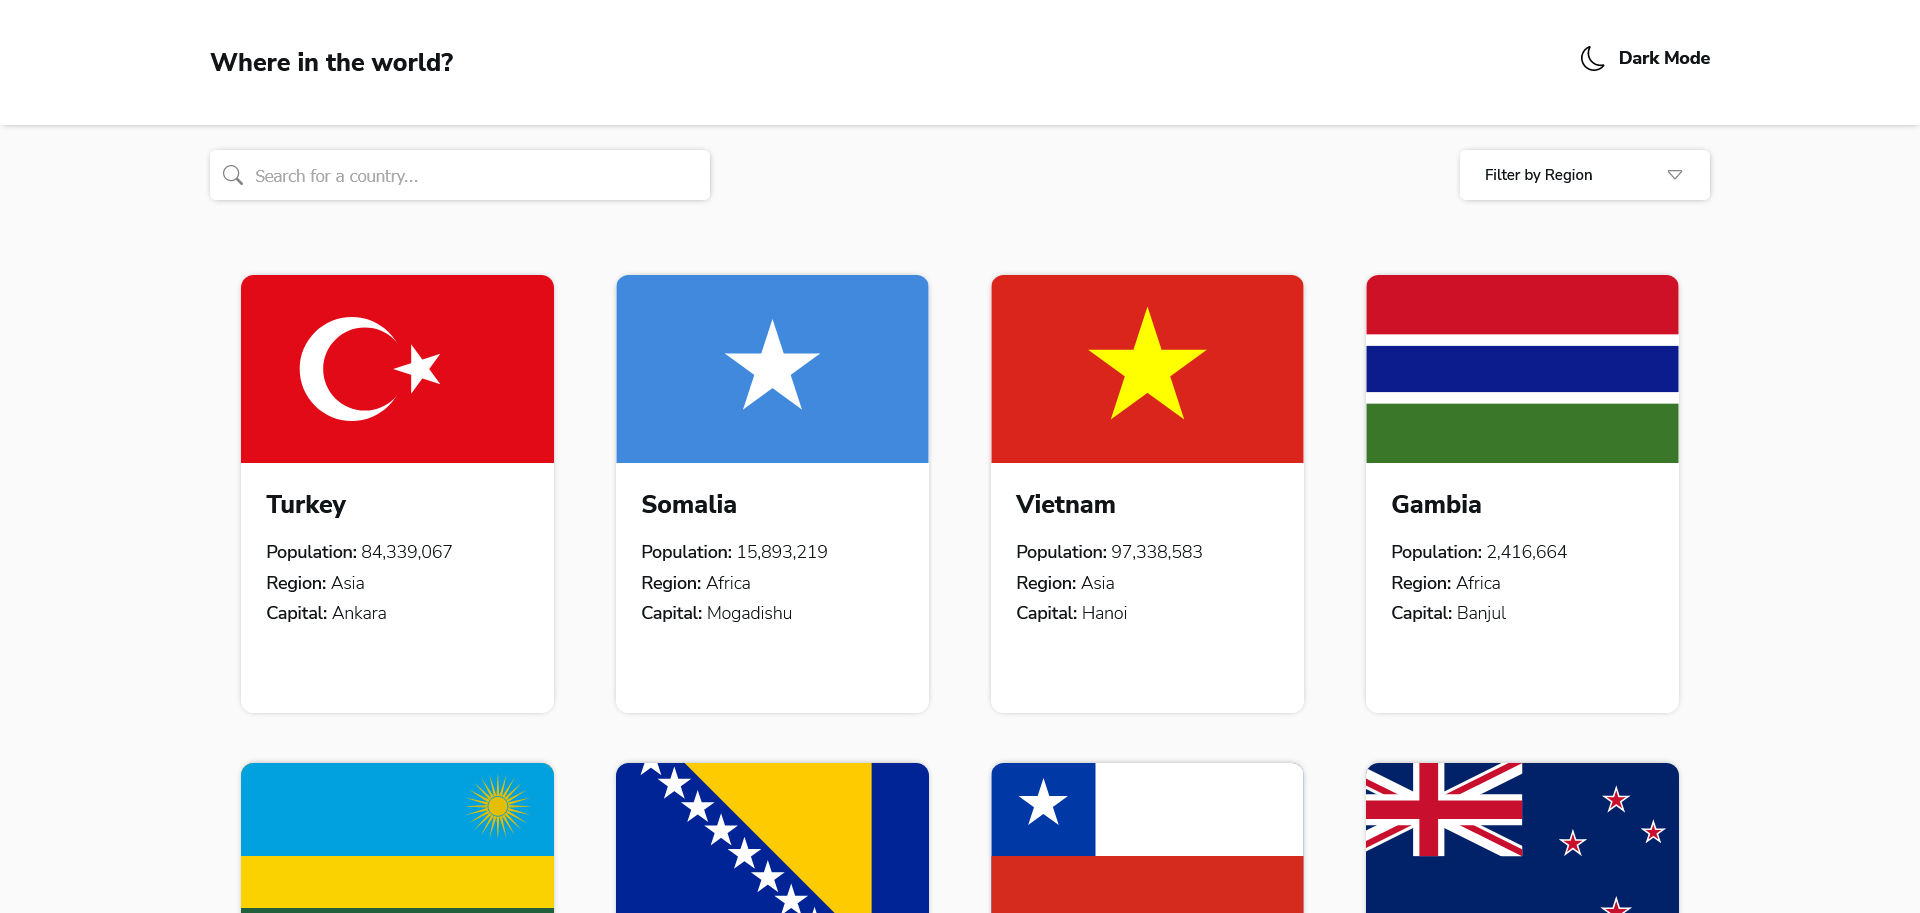 Where in the world?
Dark Mode
Search for a country...
Filter by Region
Turkey
Population: 84,339,067
Region: Asia
Capital: Ankara
Somalia
Population: 15,893,219
Region: Africa
Capital: Mogadishu
Vietnam
Population: 97,338,583
Region: Asia
Capital: Hanoi
Gambia
Population: 2,416,664
Region: Africa
Capital: Banjul